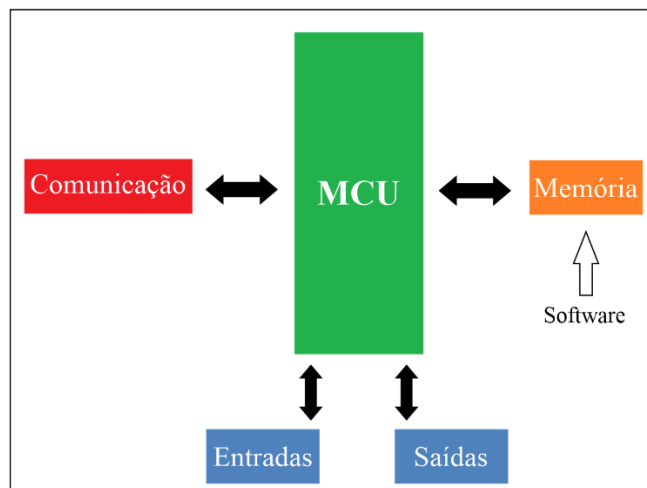 Comunicação
MCU
Memória
Software
Entradas
Saídas